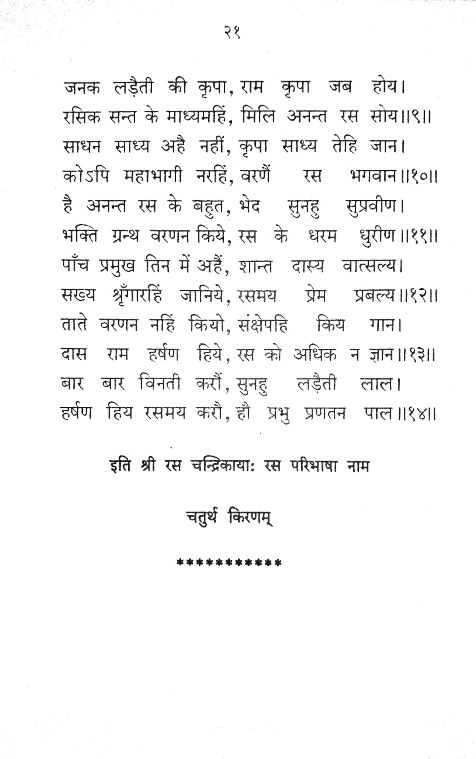 २१
जनक लड़ैती की कृपा, राम कृपा जब होय।
रसिक सन्त के माध्यमहिं, मिलि अनन्त रस सोय॥९॥
साधन साध्य अहै नहीं, कृपा साध्य तेहि जान।
कोऽपि महाभागी नरहिं, वरणैं रस भगवान॥१०॥
है अनन्त रस के बहुत, भेद सुनहु सुप्रवीण।
भक्ति ग्रन्थ वरणन किये, रस के धरम धुरीण॥११॥
पाँच प्रमुख तिन में अहैं, शान्त दास्य वात्सल्य।
सख्य श्रृँगारहिं जानिये, रसमय प्रेम प्रबल्य॥१२॥
ताते वरणन नहिं कियो, संक्षेपहि किय गान।
दास राम हर्षण हिये, रस को अधिक न ज्ञान॥१३॥
बार बार विनती करौं, सुनहु लड़ैती लाल।
हर्षण हिय रसमय करौ, हौ प्रभु प्रणतन पाल॥१४॥
इति श्री रस चन्द्रिकायाः रस परिभाषा नाम
चतुर्थ किरणम्
***********